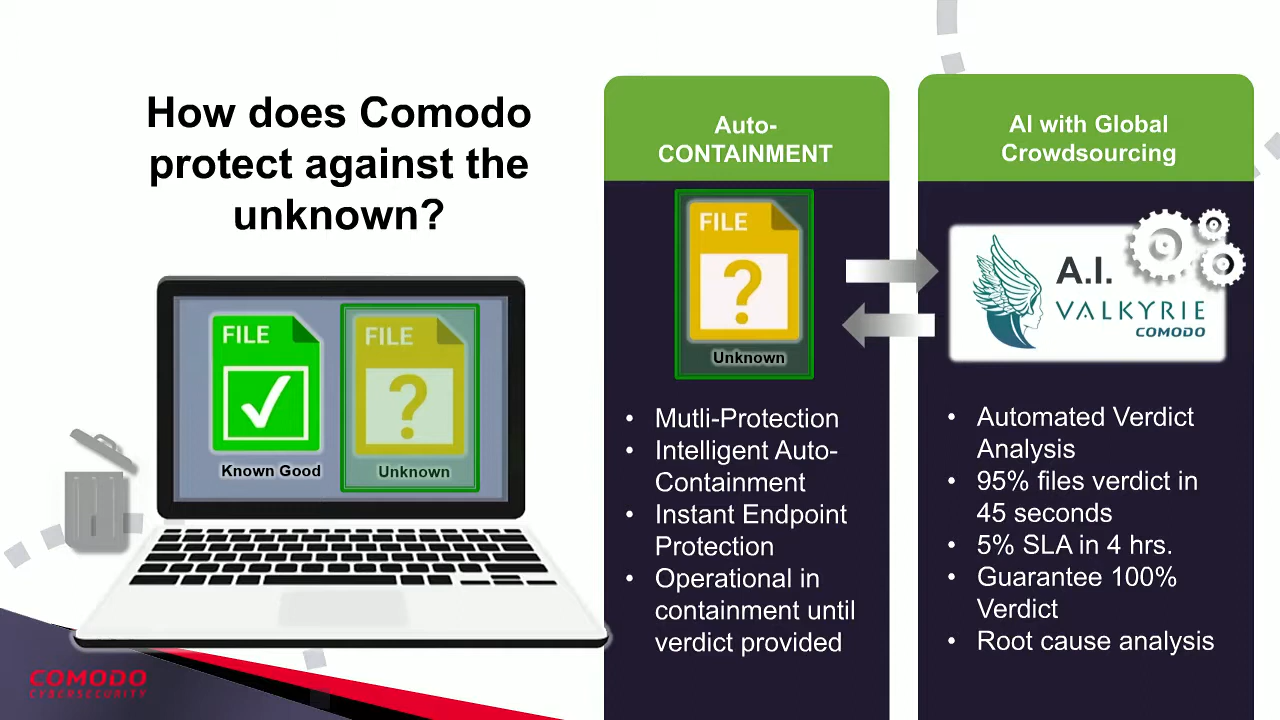 How does Comodo
protect against the
unknown?
FILE
Known Good
FILE
?
Unknown
COMODO
CYBERSECURITY
Auto-
CONTAINMENT
FILE
?
Unknown
• Mutli-Protection
• Intelligent Auto-
Containment
• Instant Endpoint
Protection
• Operational in
containment until
verdict provided
AI with Global
Crowdsourcing
A.I.
VALKYRIE
COMODO
• Automated Verdict
Analysis
• 95% files verdict in
45 seconds
• 5% SLA in 4 hrs.
• Guarantee 100%
Verdict
• Root cause analysis